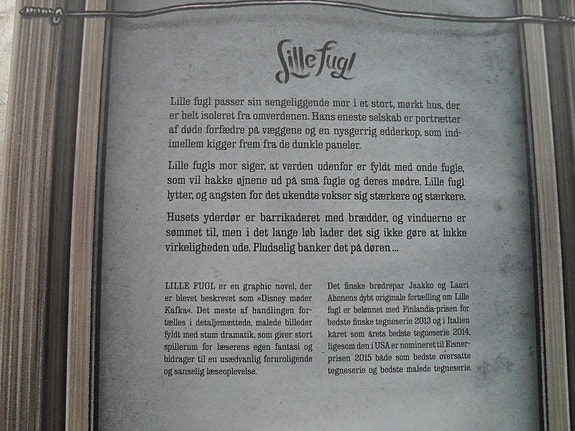 Lille fugl
Lille fugl passer sin sengeliggende mor i et stort, mørkt hus, der
er helt isoleret fra omverdenen. Hans eneste selskab er portrætter
af døde forfædre på væggene og en nysgerrig edderkop, som ind-
imellem kigger frem fra de dunkle paneler.
Lille fugls mor siger, at verden udenfor er fyldt med onde fugle,
som vil hakke øjnene ud på små fugle og deres mødre. Lille fugl
lytter, og angsten for det ukendte vokser sig stærkere og stærkere.
Husets yderdør er barrikaderet med brædder, og vinduerne er
sømmet til, men i det lange løb lader det sig ikke gøre at lukke
virkeligheden ude. Pludselig banker det på døren...
LILLE FUGL er en graphic novel, der
er blevet beskrevet som »Disney møder
Kafka«. Det meste af handlingen for-
tælles i detaljemættede, malede billeder
fyldt med stum dramatik, som giver stort
spillerum for læserens egen fantasi og
bidrager til en usædvanlig foruroligende
og sanselig læseoplevelse.
Det finske brødrepar Jaakko og Lauri
Ahonens dybt originale fortælling om Lille
fugl er belønnet med Finlandia-prisen for
bedste finske tegneserie 2013 og i Italien
kåret som årets bedste tegneserie 2014,
ligesom den i USA er nomineret til Eisner-
prisen 2015 både som bedste oversatte
tegneserie og bedste malede tegneserie.